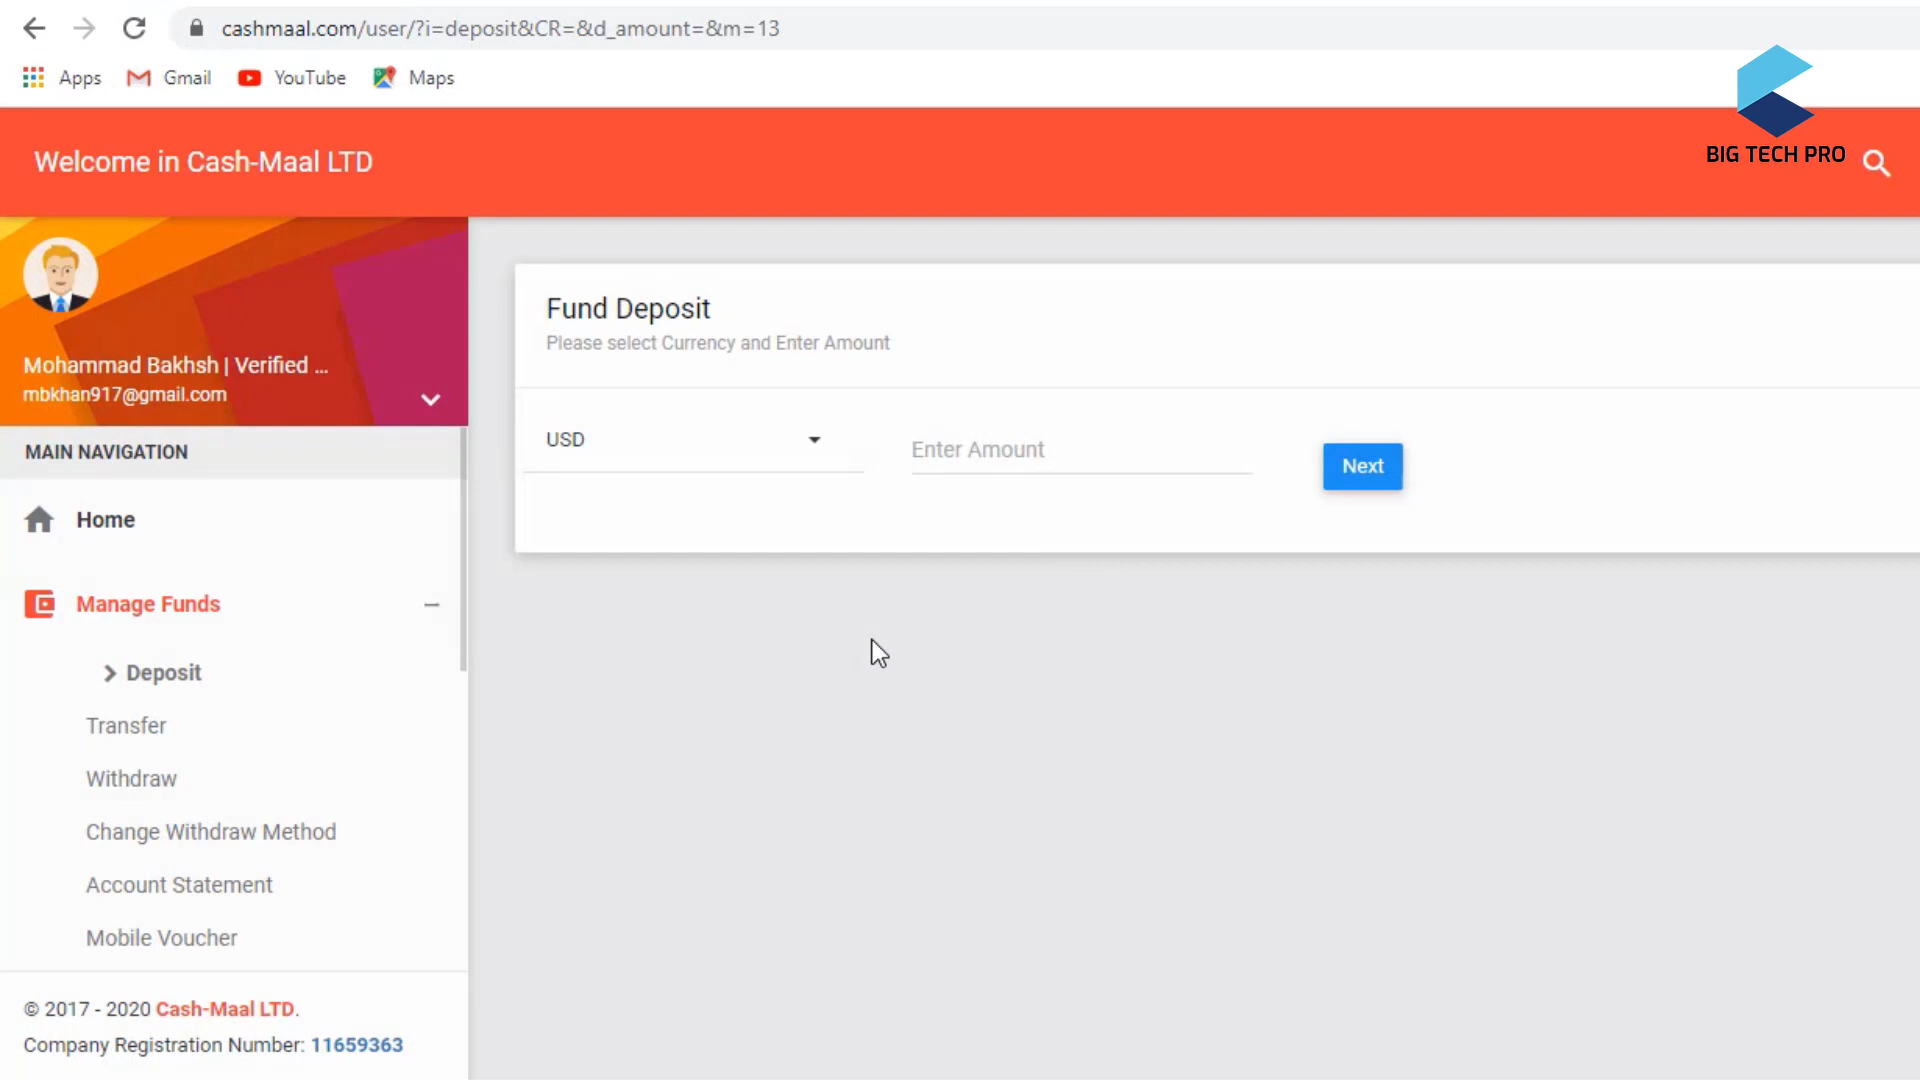 cashmaal.com/user/?i=deposit&CR=&d_amount=&m=13
Apps Gmail YouTube Maps
Welcome in Cash-Maal LTD
BIG TECH PRO
Mohammad Bakhsh | Verified ...
mbkhan917@gmail.com
MAIN NAVIGATION
Home
Manage Funds
Deposit
Transfer
Withdraw
Change Withdraw Method
Account Statement
Mobile Voucher
© 2017 - 2020 Cash-Maal LTD.
Company Registration Number: 11659363
Fund Deposit
Please select Currency and Enter Amount
USD Enter Amount Next